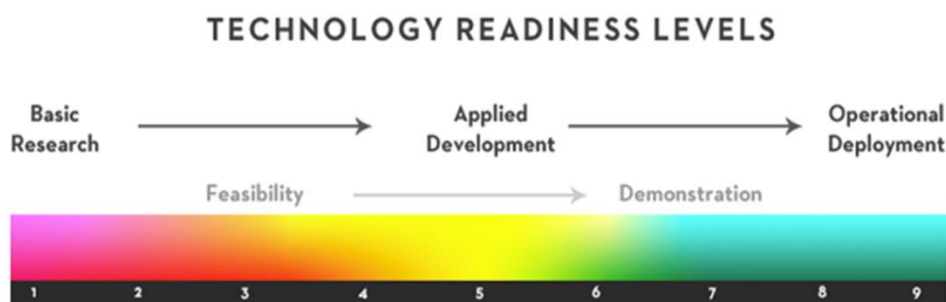 TECHNOLOGY READINESS LEVELS
Basic
Research
Applied
Development
Operational
Deployment
Feasibility
Demonstration
1 2 3 4 5 6 7 8 9